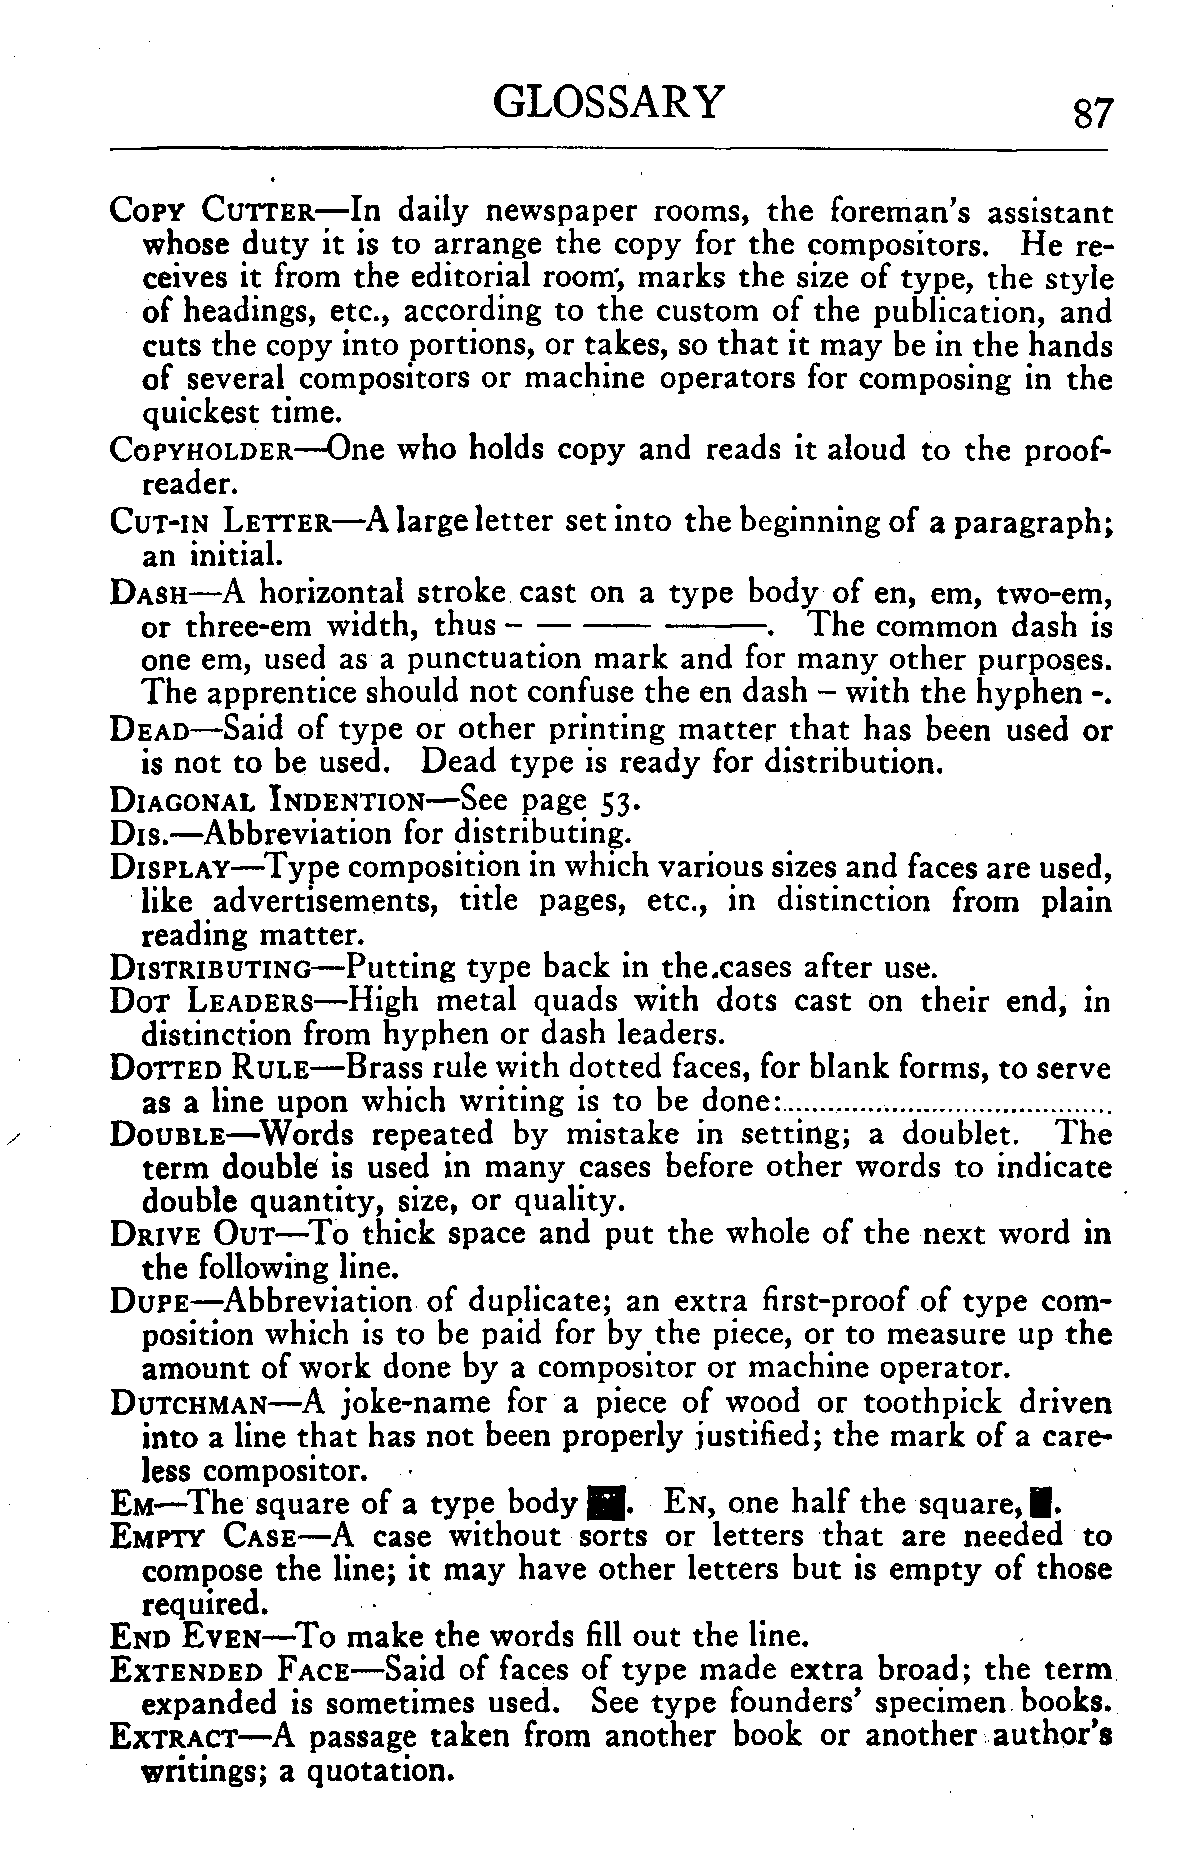 GLOSSARY 87
COPY CUTTER—In daily newspaper rooms, the foreman's assistant
whose duty it is to arrange the copy for the compositors. He re-
ceives it from the editorial room, marks the size of type, the style
of headings, etc., according to the custom of the publication, and
cuts the copy into portions, or takes, so that it may be in the hands
of several compositors or machine operators for composing in the
quickest time.
COPYHOLDER—One who holds copy and reads it aloud to the proof-
reader.
CUT-IN LETTER—A large letter set into the beginning of a paragraph;
an initial.
DASH—A horizontal stroke cast on a type body of en, em, two-em,
or three-em width, thus – — —— ———. The common dash is
one em, used as a punctuation mark and for many other purposes.
The apprentice should not confuse the en dash – with the hyphen -.
DEAD—Said of type or other printing matter that has been used or
is not to be used. Dead type is ready for distribution.
DIAGONAL INDENTION—See page 53.
DIS.—Abbreviation for distributing.
DISPLAY—Type composition in which various sizes and faces are used,
like advertisements, title pages, etc., in distinction from plain
reading matter.
DISTRIBUTING—Putting type back in the cases after use.
DOT LEADERS—High metal quads with dots cast on their end, in
distinction from hyphen or dash leaders.
DOTTED RULE—Brass rule with dotted faces, for blank forms, to serve
as a line upon which writing is to be done:........................................
DOUBLE—Words repeated by mistake in setting; a doublet. The
term double is used in many cases before other words to indicate
double quantity, size, or quality.
DRIVE OUT—To thick space and put the whole of the next word in
the following line.
DUPE—Abbreviation of duplicate; an extra first-proof of type com-
position which is to be paid for by the piece, or to measure up the
amount of work done by a compositor or machine operator.
DUTCHMAN—A joke-name for a piece of wood or toothpick driven
into a line that has not been properly justified; the mark of a care-
less compositor.
EM—The square of a type body ■. EN, one half the square, ▮.
EMPTY CASE—A case without sorts or letters that are needed to
compose the line; it may have other letters but is empty of those
required.
END EVEN—To make the words fill out the line.
EXTENDED FACE—Said of faces of type made extra broad; the term
expanded is sometimes used. See type founders' specimen books.
EXTRACT—A passage taken from another book or another author's
writings; a quotation.